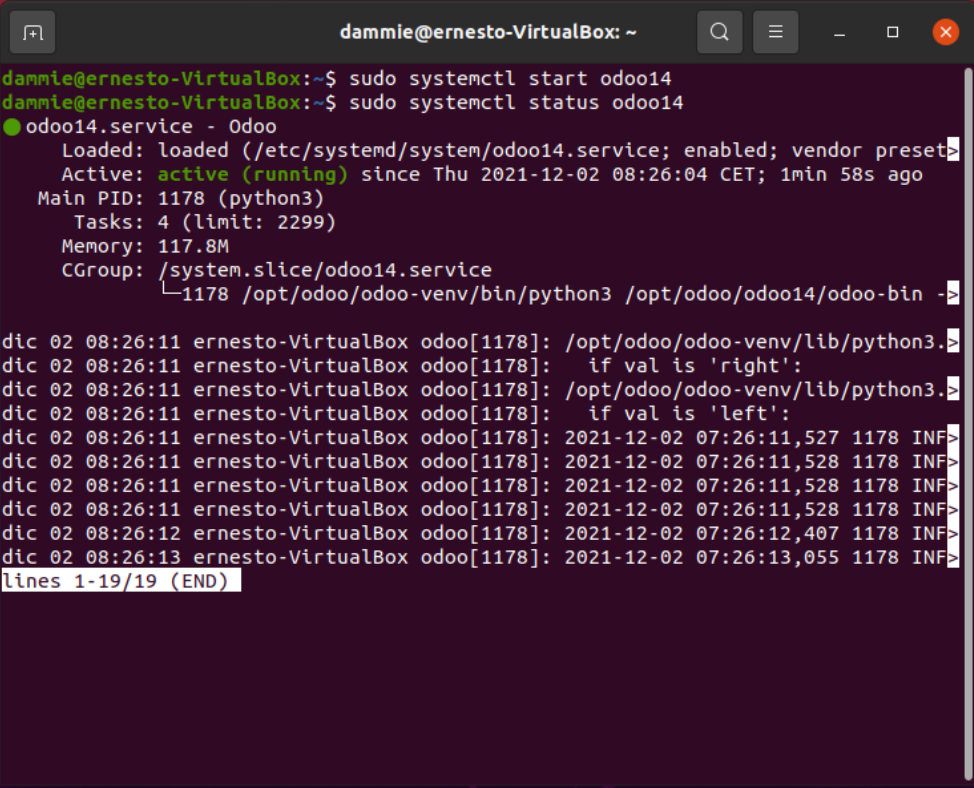 dammie@ernesto-VirtualBox: ~
dammie@ernesto-VirtualBox:~$ sudo systemctl start odoo14
dammie@ernesto-VirtualBox:~$ sudo systemctl status odoo14
● odoo14.service - Odoo
     Loaded: loaded (/etc/systemd/system/odoo14.service; enabled; vendor preset>
     Active: active (running) since Thu 2021-12-02 08:26:04 CET; 1min 58s ago
   Main PID: 1178 (python3)
      Tasks: 4 (limit: 2299)
     Memory: 117.8M
     CGroup: /system.slice/odoo14.service
             └─1178 /opt/odoo/odoo-venv/bin/python3 /opt/odoo/odoo14/odoo-bin ->
dic 02 08:26:11 ernesto-VirtualBox odoo[1178]: /opt/odoo/odoo-venv/lib/python3.>
dic 02 08:26:11 ernesto-VirtualBox odoo[1178]:   if val is 'right':
dic 02 08:26:11 ernesto-VirtualBox odoo[1178]: /opt/odoo/odoo-venv/lib/python3.>
dic 02 08:26:11 ernesto-VirtualBox odoo[1178]:   if val is 'left':
dic 02 08:26:11 ernesto-VirtualBox odoo[1178]: 2021-12-02 07:26:11,527 1178 INF>
dic 02 08:26:11 ernesto-VirtualBox odoo[1178]: 2021-12-02 07:26:11,528 1178 INF>
dic 02 08:26:11 ernesto-VirtualBox odoo[1178]: 2021-12-02 07:26:11,528 1178 INF>
dic 02 08:26:11 ernesto-VirtualBox odoo[1178]: 2021-12-02 07:26:11,528 1178 INF>
dic 02 08:26:12 ernesto-VirtualBox odoo[1178]: 2021-12-02 07:26:12,407 1178 INF>
dic 02 08:26:13 ernesto-VirtualBox odoo[1178]: 2021-12-02 07:26:13,055 1178 INF>
lines 1-19/19 (END)